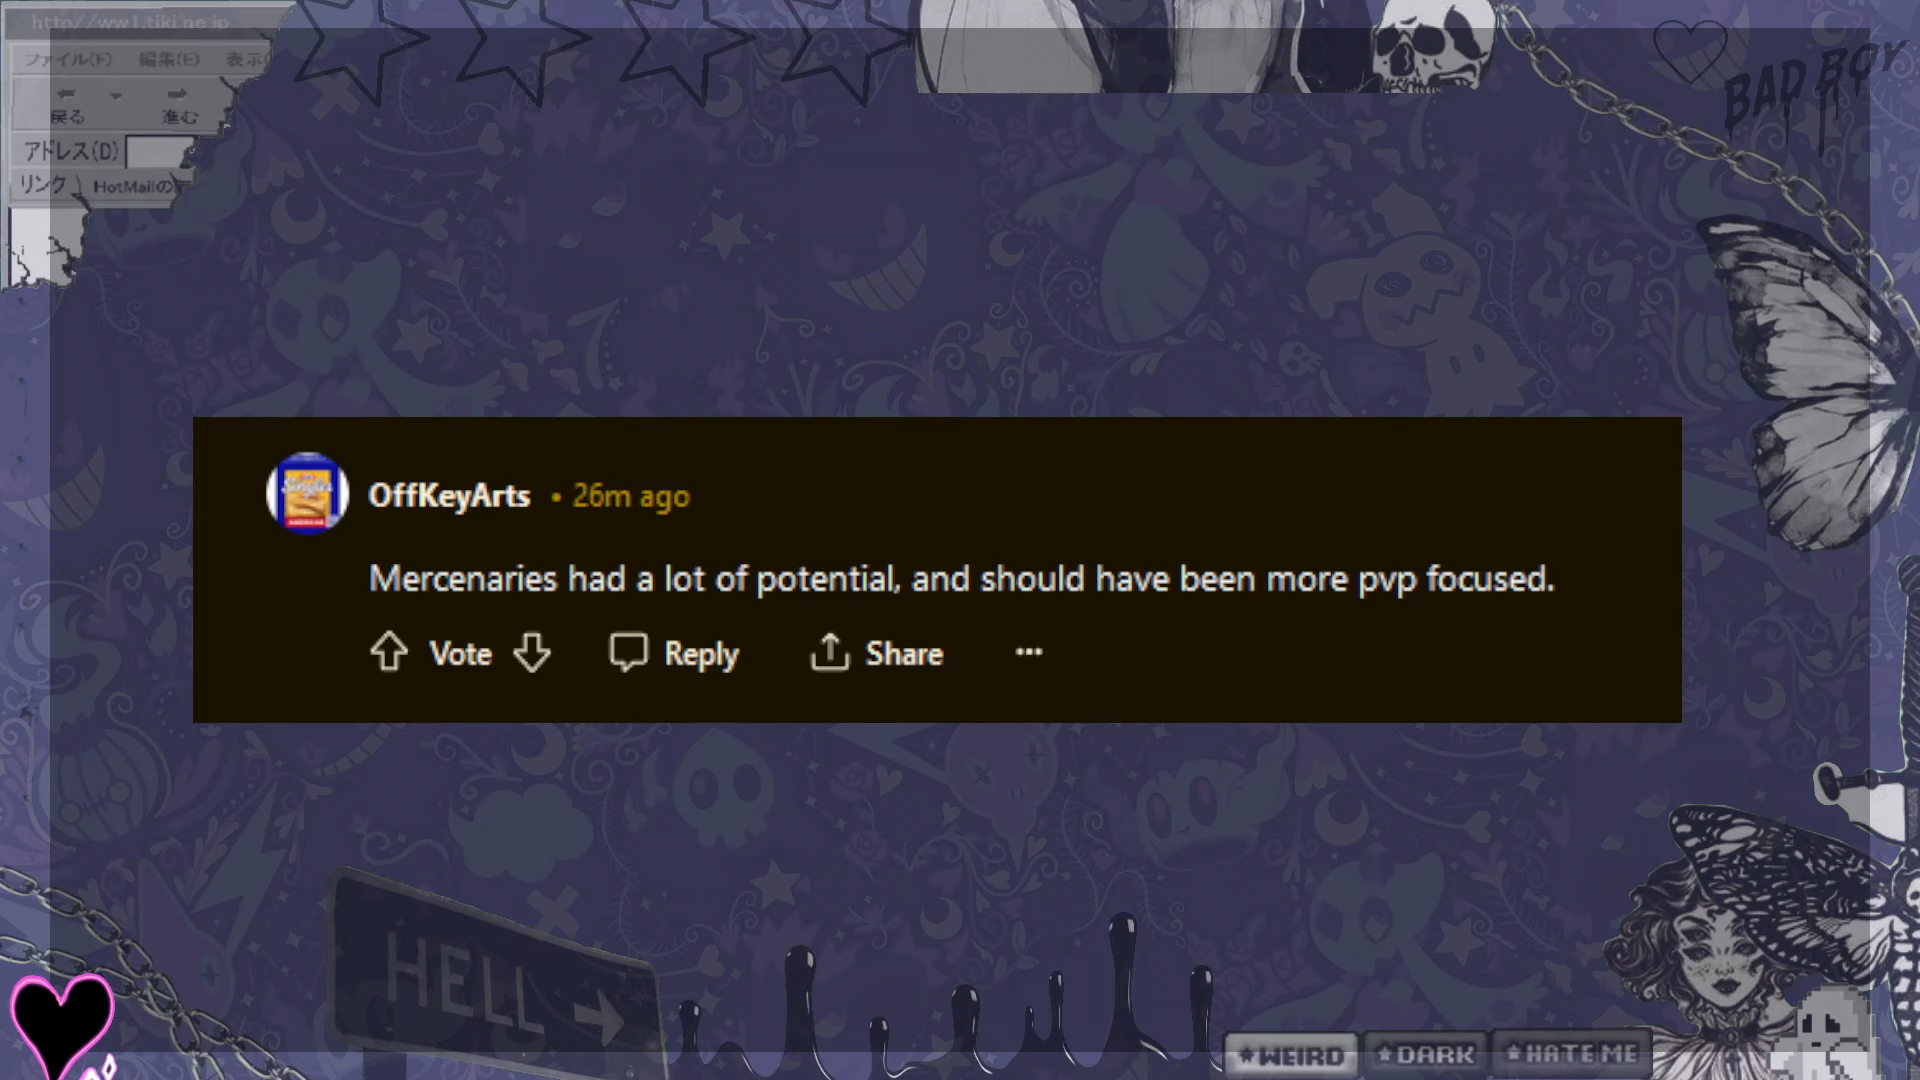 http//ww1.tiki.ne.jp
ファイル(F) 編集(E) 表示(
戻る 進む
アドレス(D)
リンク HotMailの
BAD BOY
OffKeyArts • 26m ago
Mercenaries had a lot of potential, and should have been more pvp focused.
Vote Reply Share ...
HELL →
★WEIRD ★DARK ★HATE ME